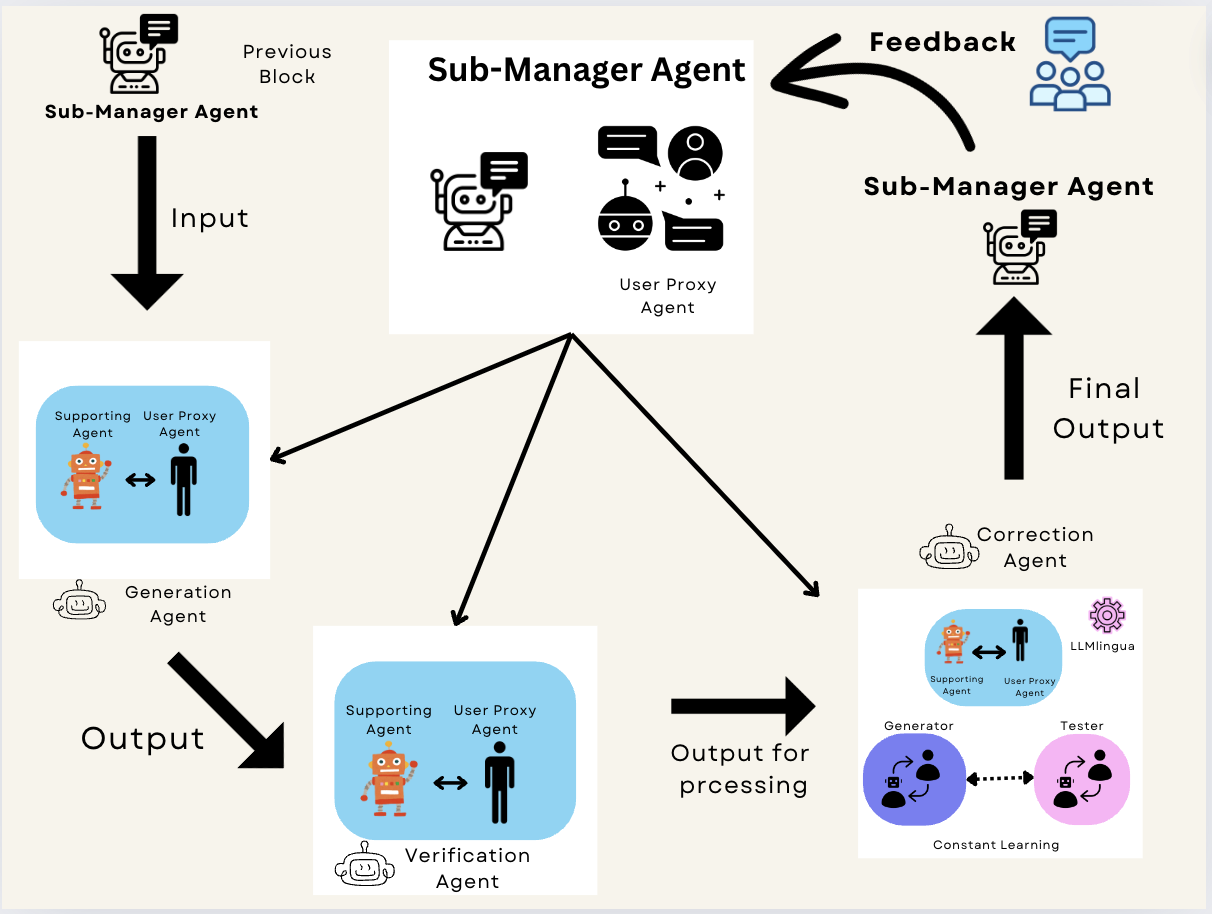 Previous
Block
Sub-Manager Agent
Input
Sub-Manager Agent
User Proxy
Agent
Feedback
Sub-Manager Agent
Final
Output
Supporting
Agent
User Proxy
Agent
Generation
Agent
Output
Supporting
Agent
User Proxy
Agent
Verification
Agent
Output for
prcessing
Correction
Agent
LLMlingua
Supporting
Agent
User Proxy
Agent
Generator
Tester
Constant Learning